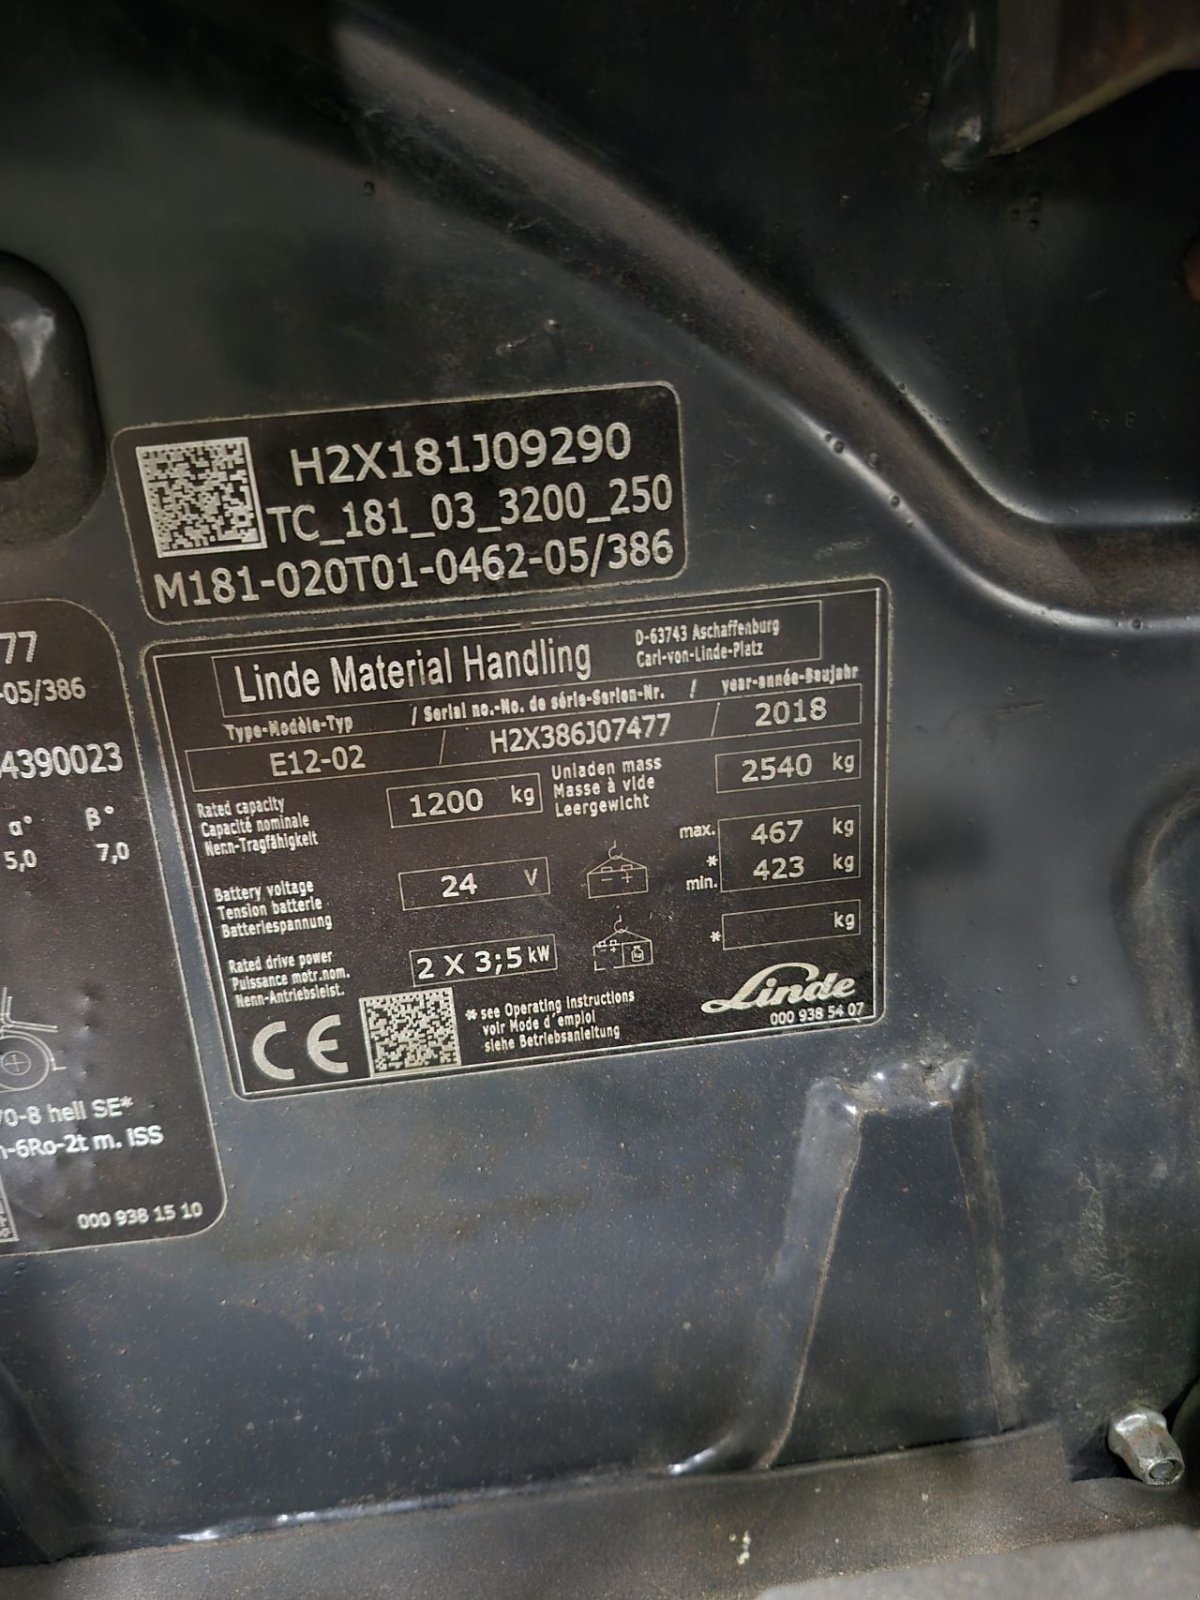 H2X181J09290
TC_181_03_3200_250
M181-020T01-0462-05/386
77
-05/386
4390023
α° β°
5,0 7,0
70-8 hell SE*
-6Ro-2t m. ISS
000 938 15 10
Linde Material Handling
D-63743 Aschaffenburg
Carl-von-Linde-Platz
Type-Modèle-Typ / Serial no.-No. de série-Serien-Nr. / year-année-Baujahr
E12-02 / H2X386J07477 / 2018
Rated capacity
Capacité nominale
Nenn-Tragfähigkeit
1200 kg
Unladen mass
Masse à vide
Leergewicht
2540 kg
Battery voltage
Tension batterie
Batteriespannung
24 V
max. 467 kg
*
min. 423 kg
Rated drive power
Puissance motr.nom.
Nenn-Antriebsleist.
2 X 3;5 kW
* kg
CE
* see Operating instructions
voir Mode d'emploi
siehe Betriebsanleitung
Linde
000 938 54 07